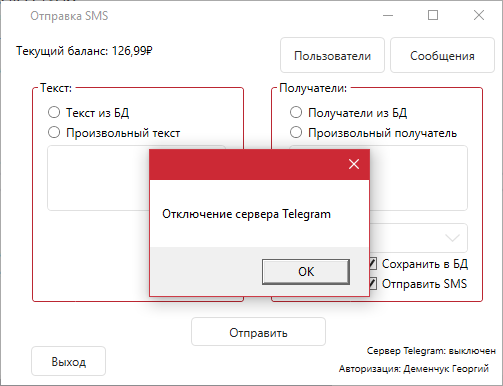 Отправка SMS
Текущий баланс: 126,99₽
Пользователи
Сообщения
Текст:
Получатели:
Текст из БД
Произвольный текст
Получатели из БД
Произвольный получатель
Отключение сервера Telegram
OK
Сохранить в БД
Отправить SMS
Отправить
Выход
Сервер Telegram: выключен
Авторизация: Деменчук Георгий